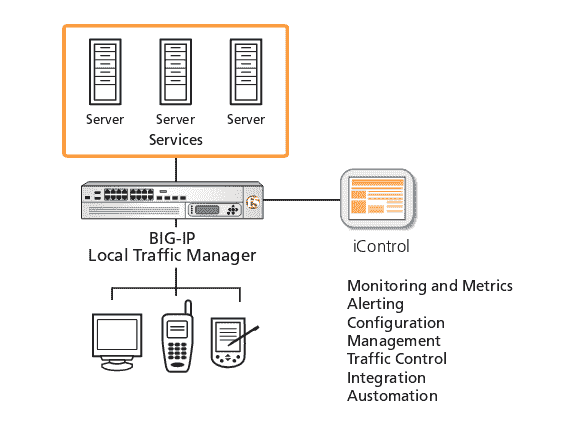 Server
Server
Server
Services
BIG-IP
Local Traffic Manager
iControl
Monitoring and Metrics
Alerting
Configuration
Management
Traffic Control
Integration
Austomation